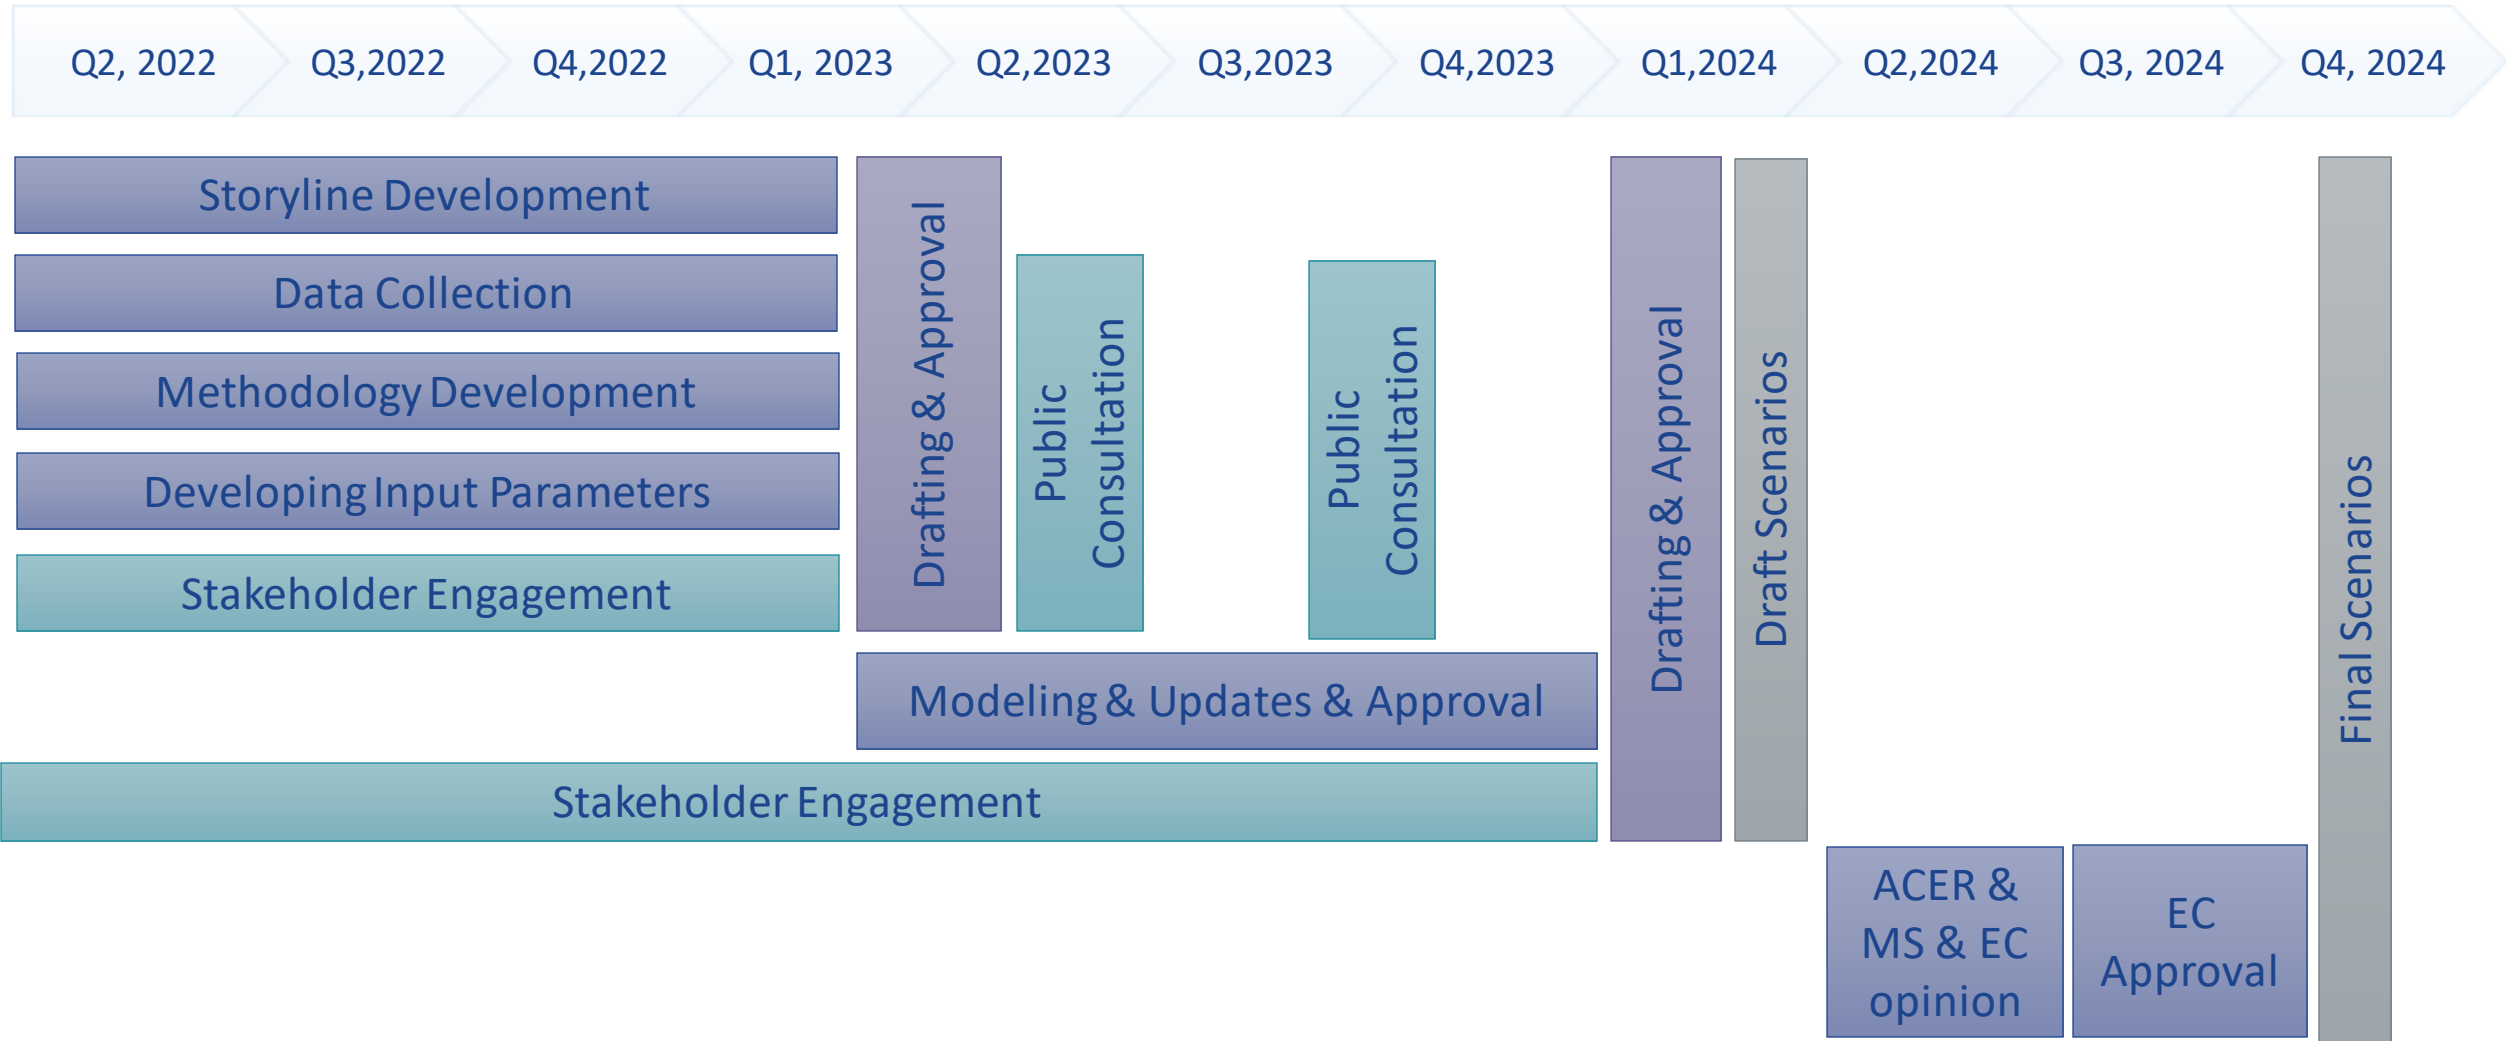 Q2, 2022
Q3,2022
Q4,2022
Q1, 2023
Q2,2023
Q3,2023
Q4,2023
Q1,2024
Q2,2024
Q3, 2024
Q4, 2024
Storyline Development
Data Collection
Methodology Development
Developing Input Parameters
Stakeholder Engagement
Drafting & Approval
Public
Consultation
Public
Consultation
Modeling & Updates & Approval
Stakeholder Engagement
Drafting & Approval
Draft Scenarios
ACER &
MS & EC
opinion
EC
Approval
Final Scenarios